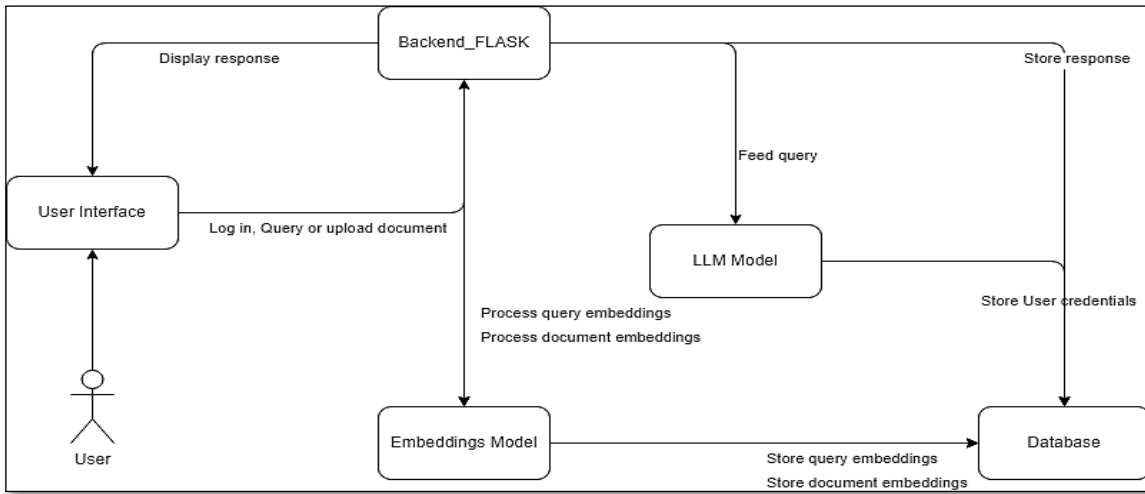 Backend_FLASK
Display response
Store response
Feed query
User Interface
Log in, Query or upload document
LLM Model
Store User credentials
Process query embeddings
Process document embeddings
User
Embeddings Model
Database
Store query embeddings
Store document embeddings